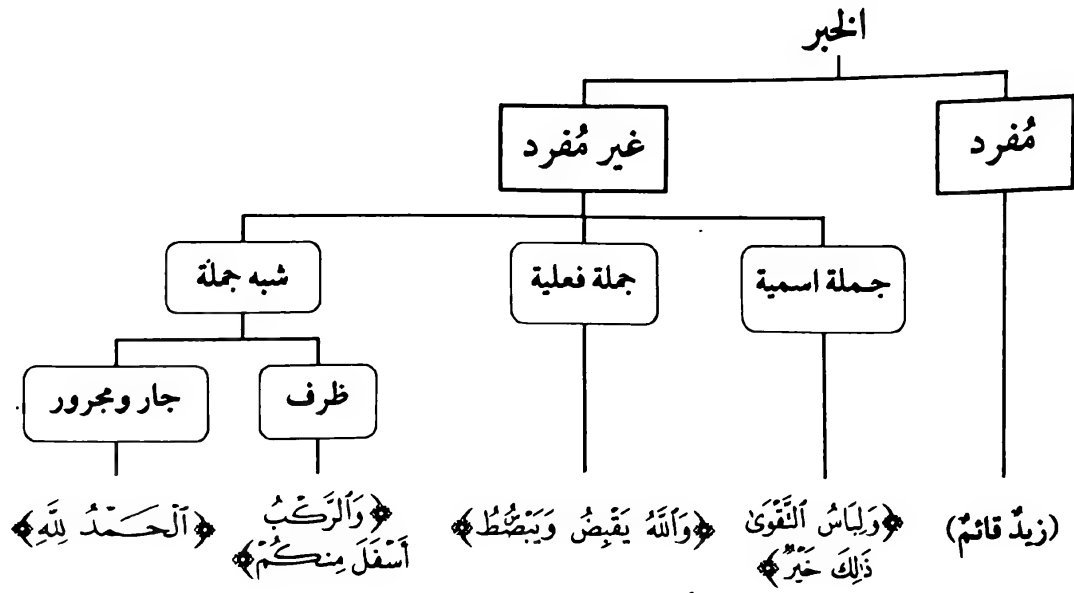 الخبر
مُفرد
غير مُفرد
جملة اسمية
جملة فعلية
شبه جملة
ظرف
جار ومجرور
(زيدٌ قائمٌ)
﴿وَلِبَاسُ ٱلتَّقْوَىٰ
ذَٰلِكَ خَيْرٌ﴾
﴿وَٱللَّهُ يَقْبِضُ وَيَبْصُۜطُ﴾
﴿وَٱلرَّكْبُ
أَسْفَلَ مِنكُمْ﴾
﴿ٱلْحَمْدُ لِلَّهِ﴾